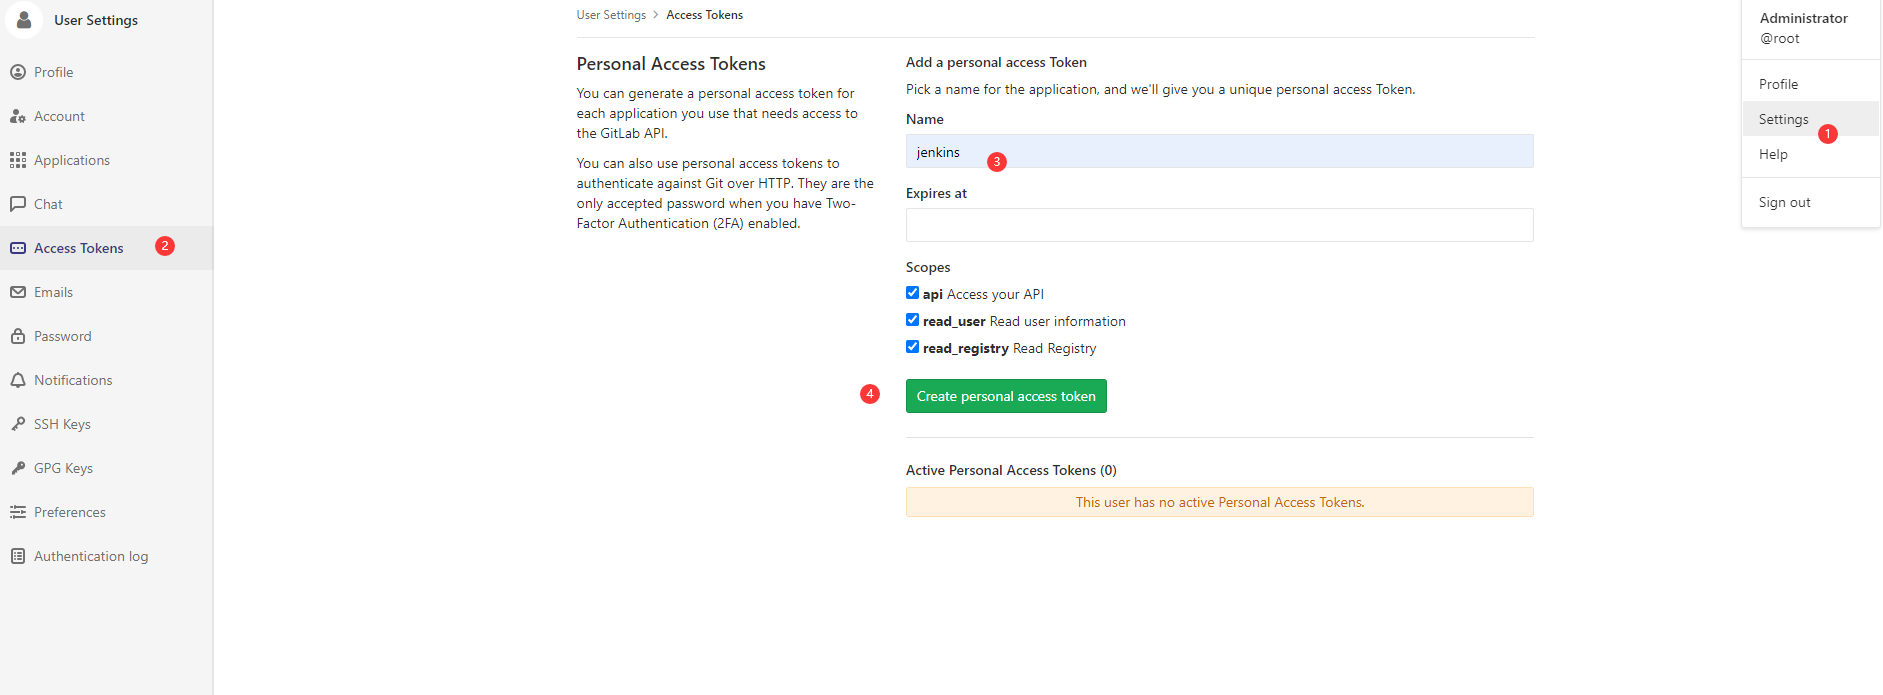 User Settings
Profile
Account
Applications
Chat
Access Tokens 2
Emails
Password
Notifications
SSH Keys
GPG Keys
Preferences
Authentication log
User Settings > Access Tokens
Personal Access Tokens
You can generate a personal access token for
each application you use that needs access to
the GitLab API.
You can also use personal access tokens to
authenticate against Git over HTTP. They are the
only accepted password when you have Two-
Factor Authentication (2FA) enabled.
Add a personal access Token
Pick a name for the application, and we'll give you a unique personal access Token.
Name
jenkins 3
Expires at
Scopes
api Access your API
read_user Read user information
read_registry Read Registry
4 Create personal access token
Active Personal Access Tokens (0)
This user has no active Personal Access Tokens.
Administrator
@root
Profile
Settings 1
Help
Sign out